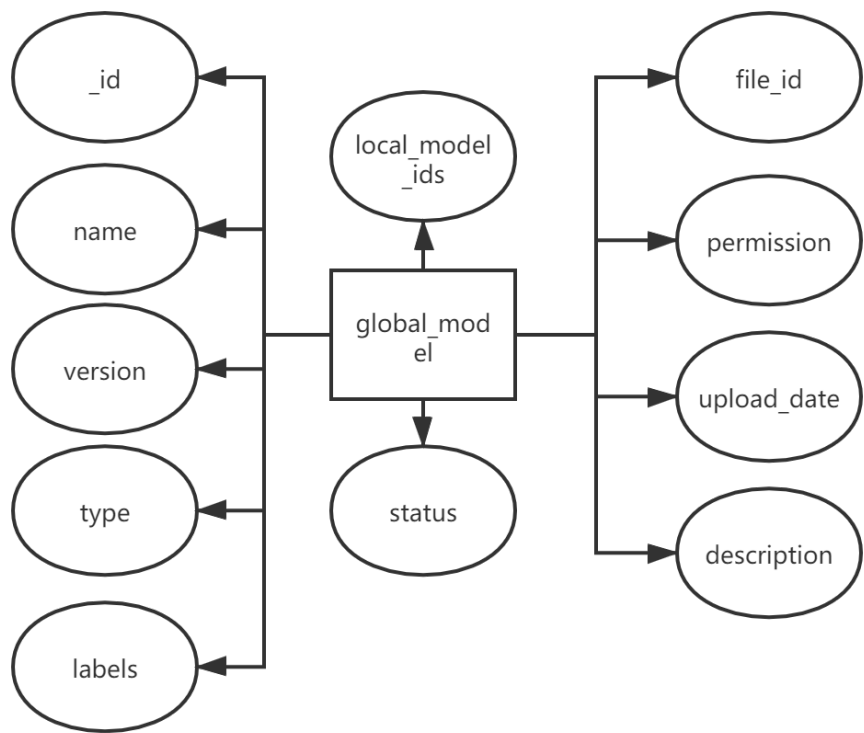 _id
name
version
type
labels
local_model
_ids
global_mod
el
status
file_id
permission
upload_date
description